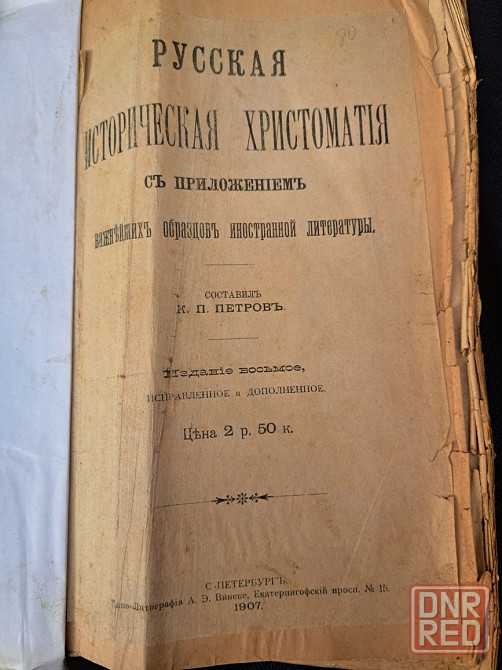 90
РУССКАЯ
ИСТОРИЧЕСКАЯ ХРИСТОМАТІЯ
СЪ ПРИЛОЖЕНІЕМЪ
важнѣйшихъ образцовъ иностранной литературы.
СОСТАВИЛЪ
К. П. ПЕТРОВЪ.
Изданіе восьмое,
ИСПРАВЛЕННОЕ и ДОПОЛНЕННОЕ.
Цѣна 2 р. 50 к.
С.-ПЕТЕРБУРГЪ.
Типо-Литографія А. Э. Винеке, Екатерингофскій просп. № 15.
1907.
DNR
RED